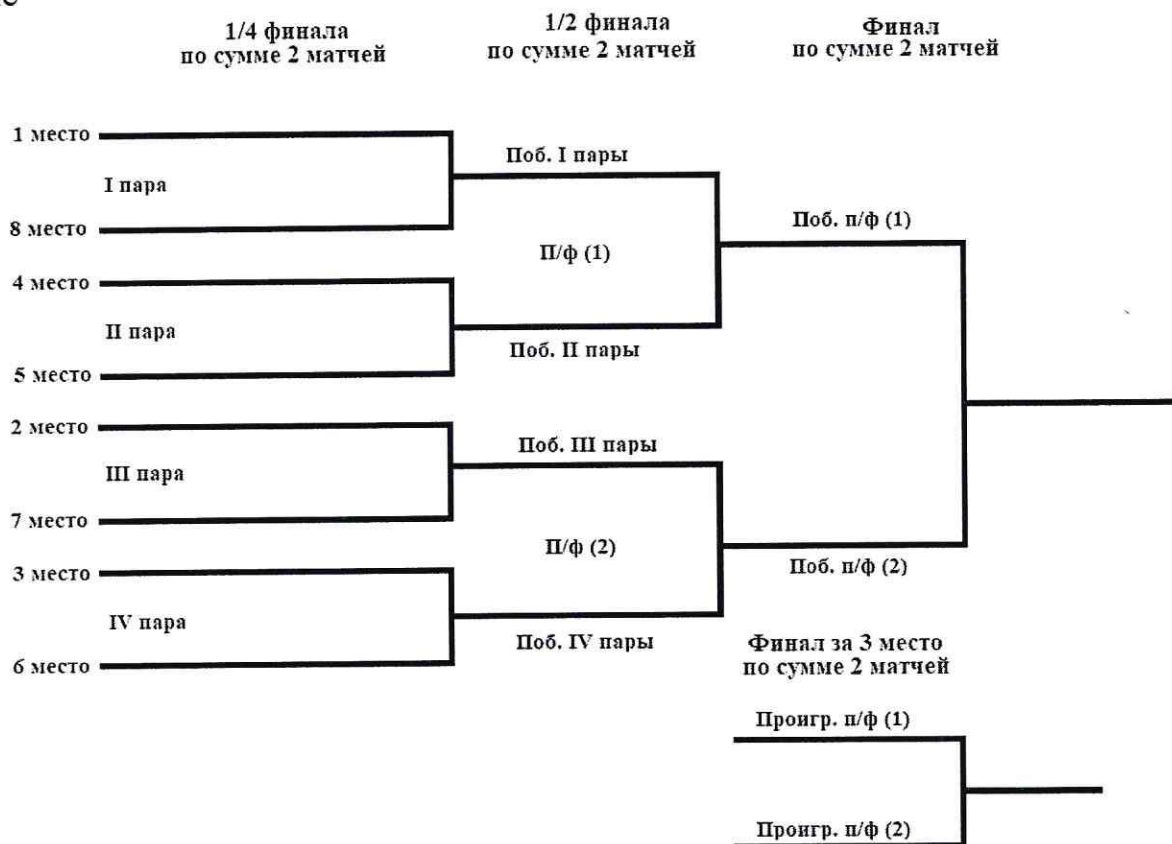 1/4 финала
по сумме 2 матчей
1/2 финала
по сумме 2 матчей
Финал
по сумме 2 матчей
1 место
I пара
8 место
4 место
II пара
5 место
2 место
III пара
7 место
3 место
IV пара
6 место
Поб. I пары
П/ф (1)
Поб. II пары
Поб. III пары
П/ф (2)
Поб. IV пары
Поб. п/ф (1)
Поб. п/ф (2)
Финал за 3 место
по сумме 2 матчей
Проигр. п/ф (1)
Проигр. п/ф (2)